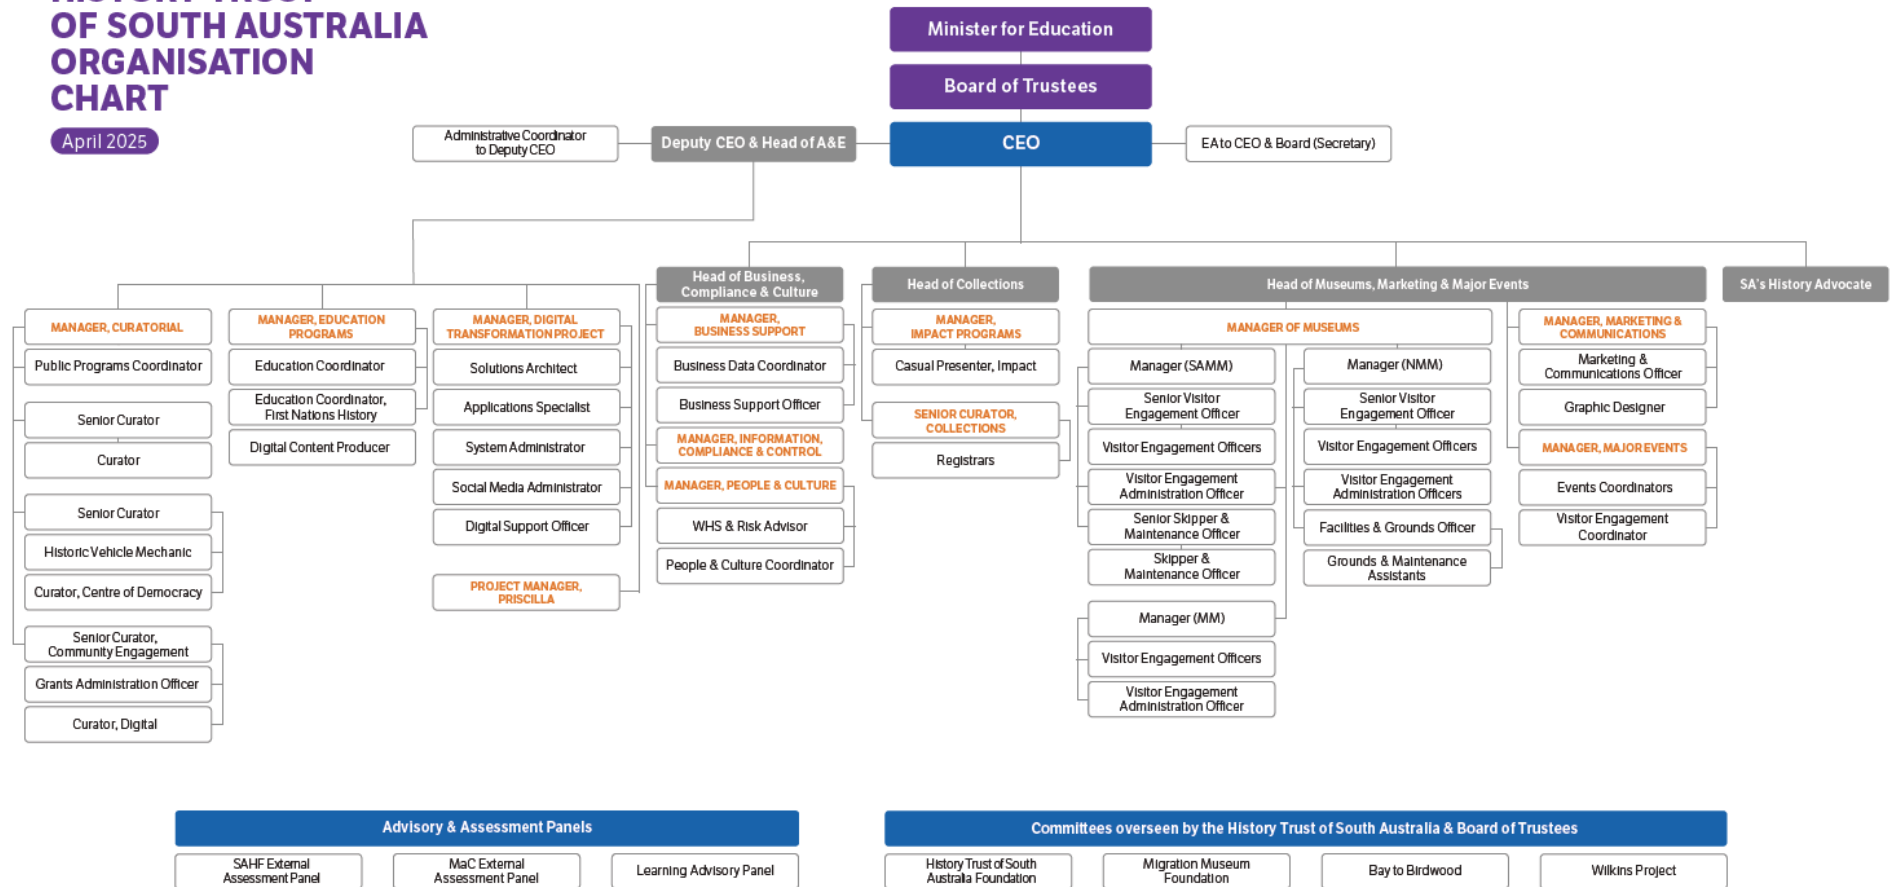 HISTORY TRUST
OF SOUTH AUSTRALIA
ORGANISATION
CHART
April 2025
Minister for Education
Board of Trustees
Administrative Coordinator
to Deputy CEO
Deputy CEO & Head of A&E
CEO
EA to CEO & Board (Secretary)
Head of Business,
Compliance & Culture
Head of Collections
Head of Museums, Marketing & Major Events
SA's History Advocate
MANAGER, CURATORIAL
Public Programs Coordinator
Senior Curator
Curator
Senior Curator
Historic Vehicle Mechanic
Curator, Centre of Democracy
Senior Curator,
Community Engagement
Grants Administration Officer
Curator, Digital
MANAGER, EDUCATION
PROGRAMS
Education Coordinator
Education Coordinator,
First Nations History
Digital Content Producer
MANAGER, DIGITAL
TRANSFORMATION PROJECT
Solutions Architect
Applications Specialist
System Administrator
Social Media Administrator
Digital Support Officer
PROJECT MANAGER,
PRISCILLA
MANAGER,
BUSINESS SUPPORT
Business Data Coordinator
Business Support Officer
MANAGER, INFORMATION,
COMPLIANCE & CONTROL
MANAGER, PEOPLE & CULTURE
WHS & Risk Advisor
People & Culture Coordinator
MANAGER,
IMPACT PROGRAMS
Casual Presenter, Impact
SENIOR CURATOR,
COLLECTIONS
Registrars
MANAGER OF MUSEUMS
Manager (SAMM)
Senior Visitor
Engagement Officer
Visitor Engagement Officers
Visitor Engagement
Administration Officer
Senior Skipper &
Maintenance Officer
Skipper &
Maintenance Officer
Manager (MM)
Visitor Engagement Officers
Visitor Engagement
Administration Officer
Manager (NMM)
Senior Visitor
Engagement Officer
Visitor Engagement Officers
Visitor Engagement
Administration Officers
Facilities & Grounds Officer
Grounds & Maintenance
Assistants
MANAGER, MARKETING &
COMMUNICATIONS
Marketing &
Communications Officer
Graphic Designer
MANAGER, MAJOR EVENTS
Events Coordinators
Visitor Engagement
Coordinator
Advisory & Assessment Panels
SAHF External
Assessment Panel
MaC External
Assessment Panel
Learning Advisory Panel
Committees overseen by the History Trust of South Australia & Board of Trustees
History Trust of South
Australia Foundation
Migration Museum
Foundation
Bay to Birdwood
Wilkins Project